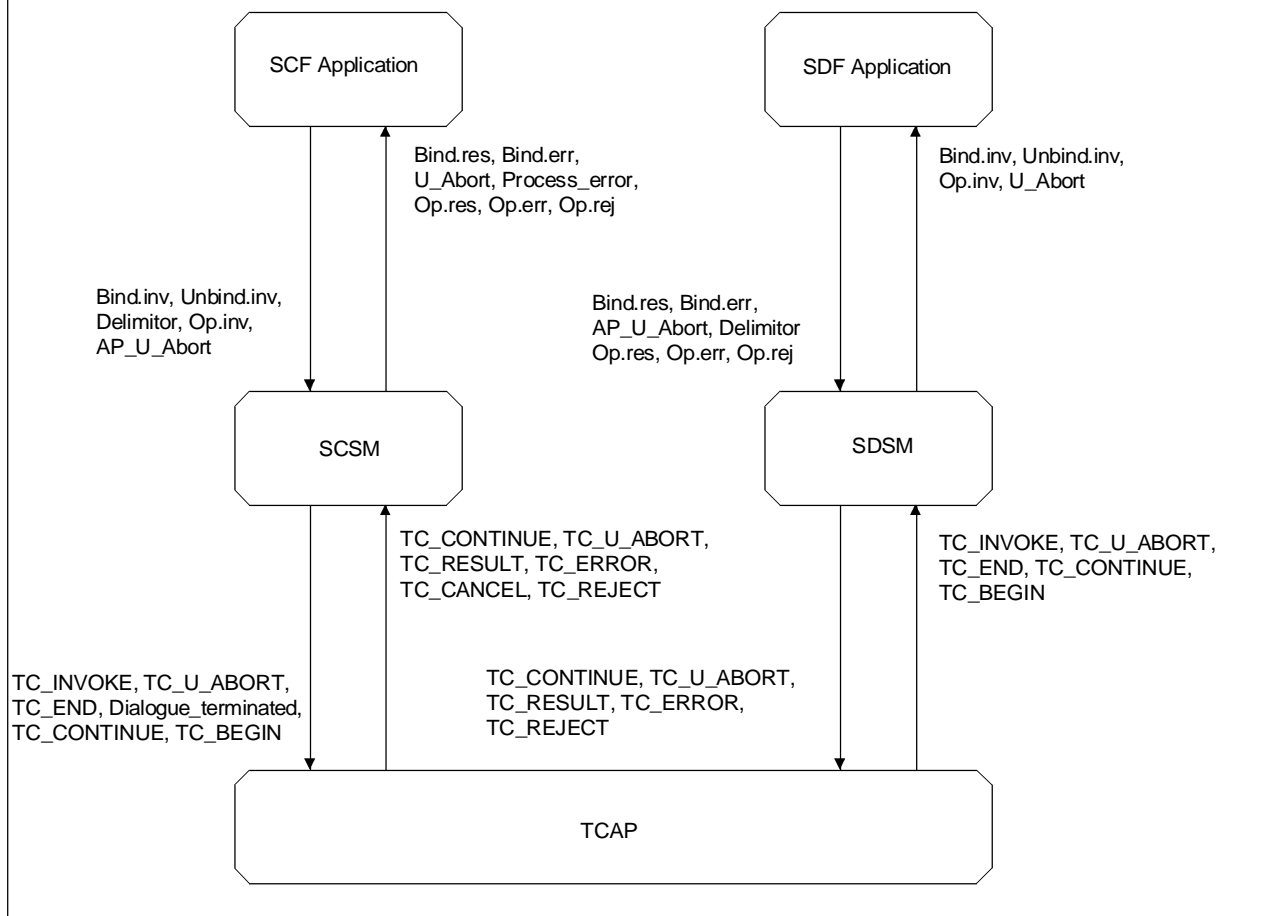 SCF Application
SDF Application
Bind.res, Bind.err,
U_Abort, Process_error,
Op.res, Op.err, Op.rej
Bind.inv, Unbind.inv,
Op.inv, U_Abort
Bind.inv, Unbind.inv,
Delimitor, Op.inv,
AP_U_Abort
Bind.res, Bind.err,
AP_U_Abort, Delimitor
Op.res, Op.err, Op.rej
SCSM
SDSM
TC_CONTINUE, TC_U_ABORT,
TC_RESULT, TC_ERROR,
TC_CANCEL, TC_REJECT
TC_INVOKE, TC_U_ABORT,
TC_END, TC_CONTINUE,
TC_BEGIN
TC_INVOKE, TC_U_ABORT,
TC_END, Dialogue_terminated,
TC_CONTINUE, TC_BEGIN
TC_CONTINUE, TC_U_ABORT,
TC_RESULT, TC_ERROR,
TC_REJECT
TCAP